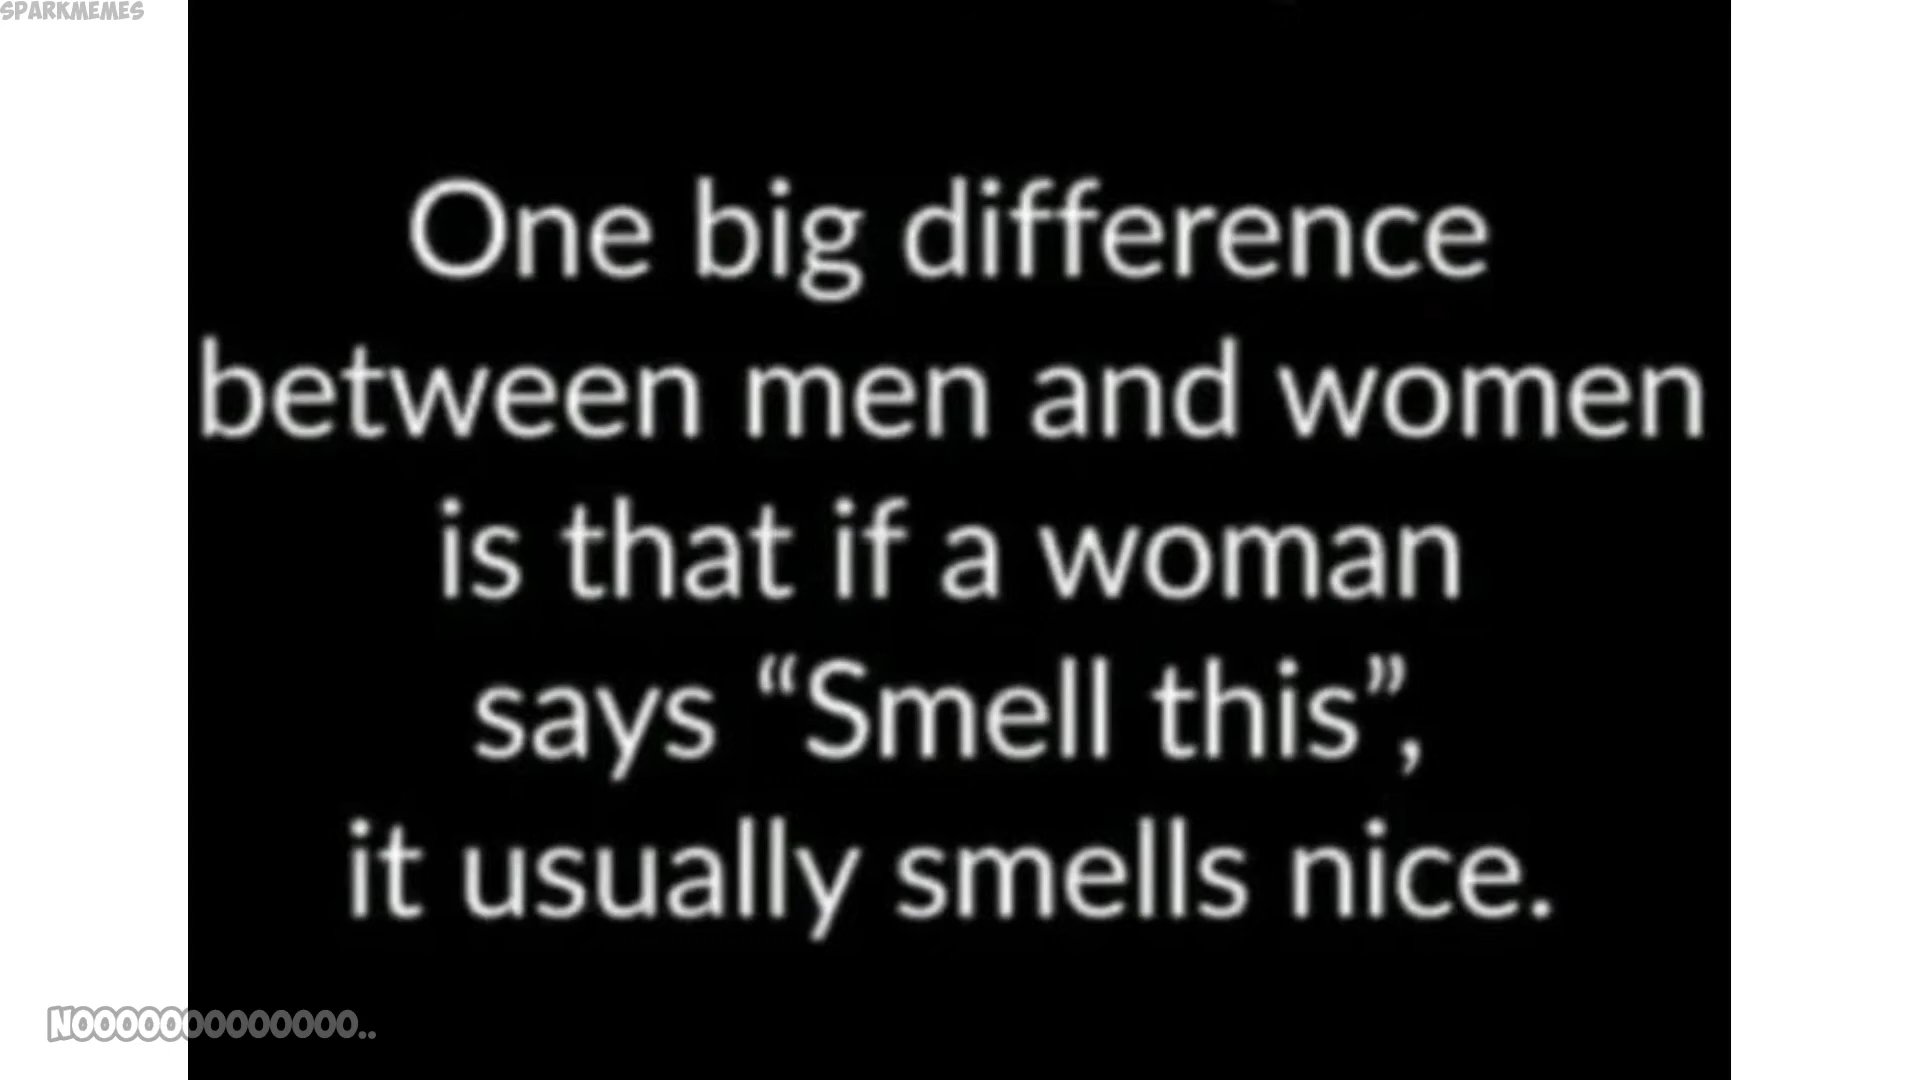 SPARKMEMES
One big difference
between men and women
is that if a woman
says “Smell this”,
it usually smells nice.
NOOOOOOOOOOOOOO..